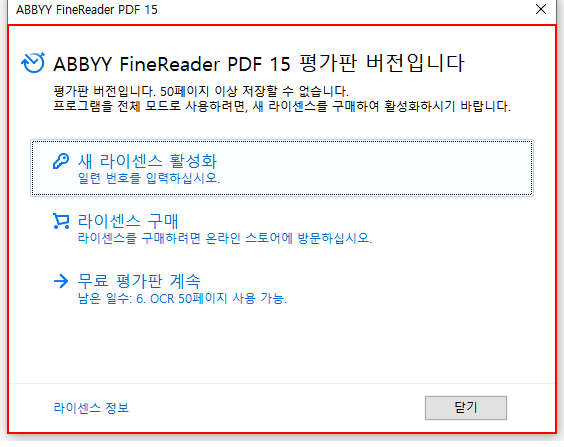 ABBYY FineReader PDF 15
ABBYY FineReader PDF 15 평가판 버전입니다
평가판 버전입니다. 50페이지 이상 저장할 수 없습니다.
프로그램을 전체 모드로 사용하려면, 새 라이센스를 구매하여 활성화하시기 바랍니다.
새 라이센스 활성화
일련 번호를 입력하십시오.
라이센스 구매
라이센스를 구매하려면 온라인 스토어에 방문하십시오.
무료 평가판 계속
남은 일수: 6. OCR 50페이지 사용 가능.
라이센스 정보
닫기